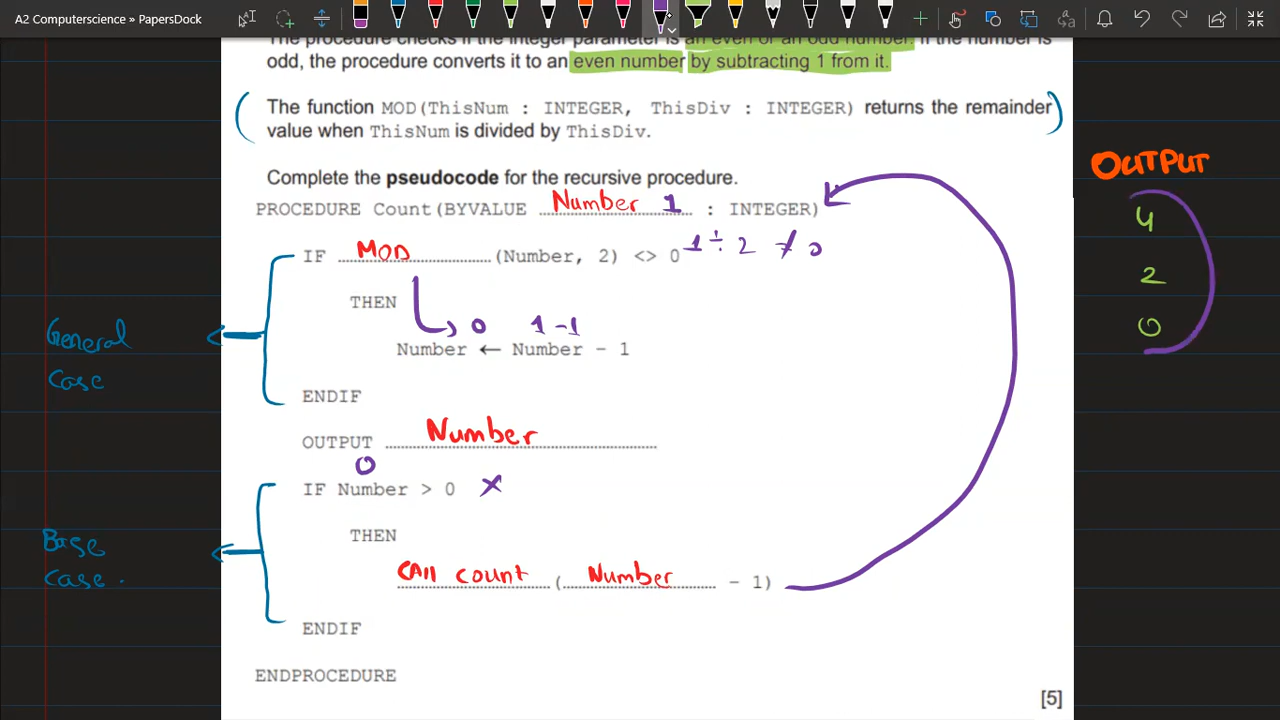 A2 Computerscience » PapersDock
The procedure checks if the integer parameter is an even or an odd number. If the number is
odd, the procedure converts it to an even number by subtracting 1 from it.
The function MOD(ThisNum : INTEGER, ThisDiv : INTEGER) returns the remainder
value when ThisNum is divided by ThisDiv.
OUTPUT
4
2
0
Complete the pseudocode for the recursive procedure.
PROCEDURE Count(BYVALUE Number 1 : INTEGER)
IF MOD (Number, 2) <> 0 1 ÷ 2 ≠ 0
THEN
0 1 - 1
Number ← Number - 1
General
Case
ENDIF
OUTPUT Number
0
IF Number > 0 ×
THEN
Base
Case.
CAll count (Number - 1)
ENDIF
ENDPROCEDURE
[5]